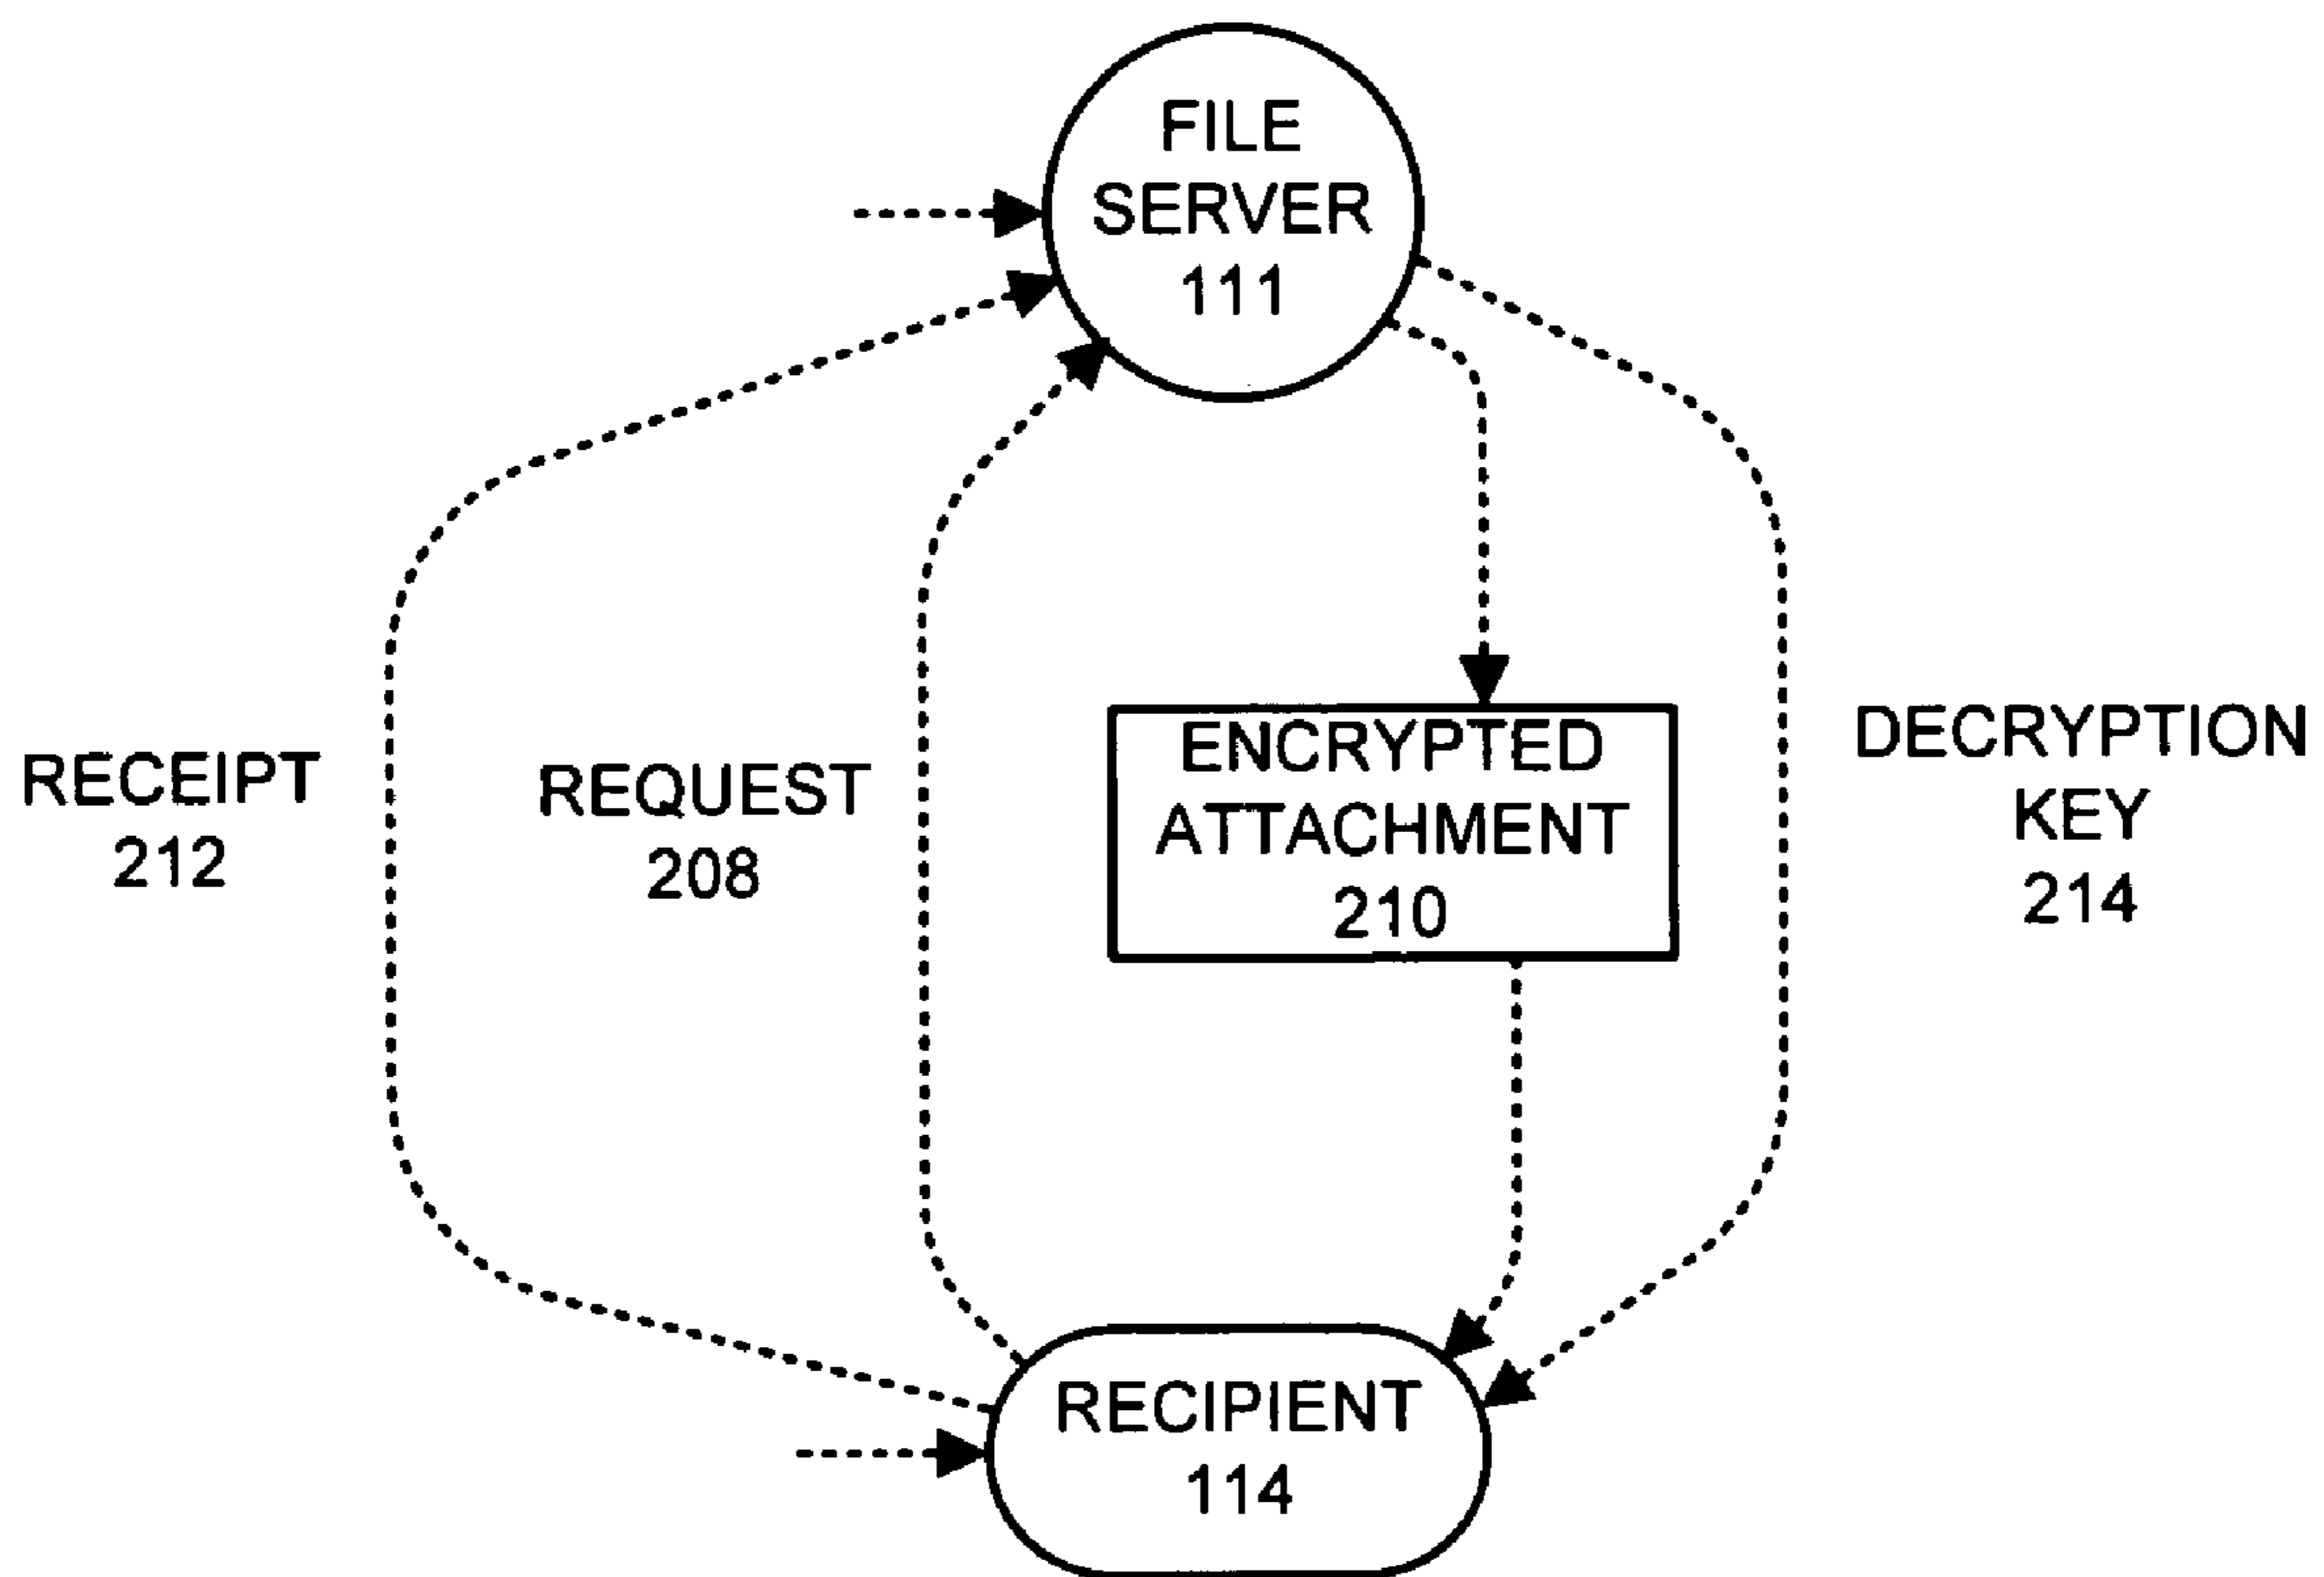 FILE
SERVER
111
RECEIPT
212
REQUEST
208
ENCRYPTED
ATTACHMENT
210
DECRYPTION
KEY
214
RECIPIENT
114